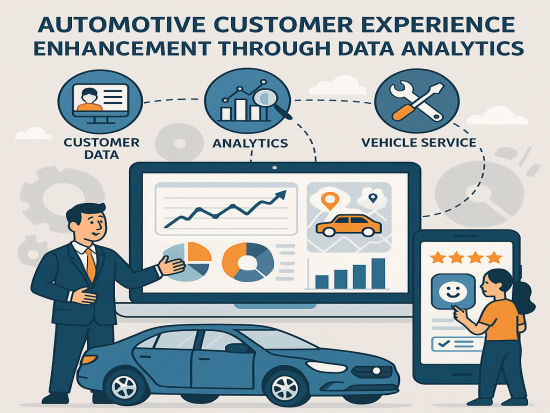 AUTOMOTIVE CUSTOMER EXPERIENCE
ENHANCEMENT THROUGH DATA ANALYTICS
CUSTOMER
DATA
ANALYTICS
VEHICLE SERVICE